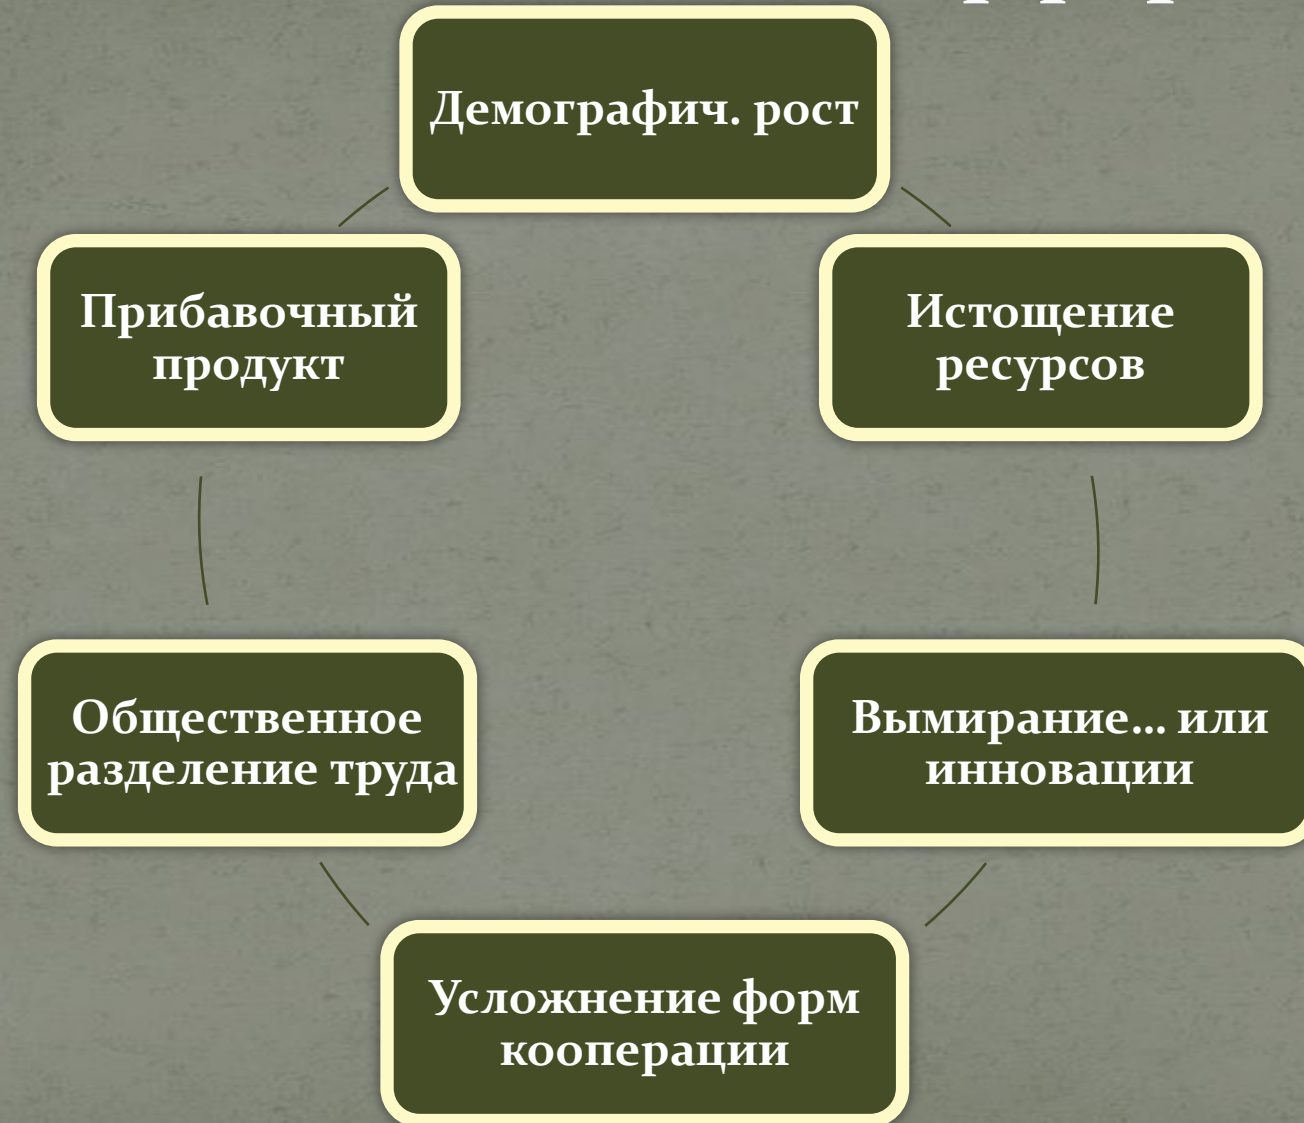 Демографич. рост
Прибавочный
продукт
Истощение
ресурсов
Общественное
разделение труда
Вымирание... или
инновации
Усложнение форм
кооперации